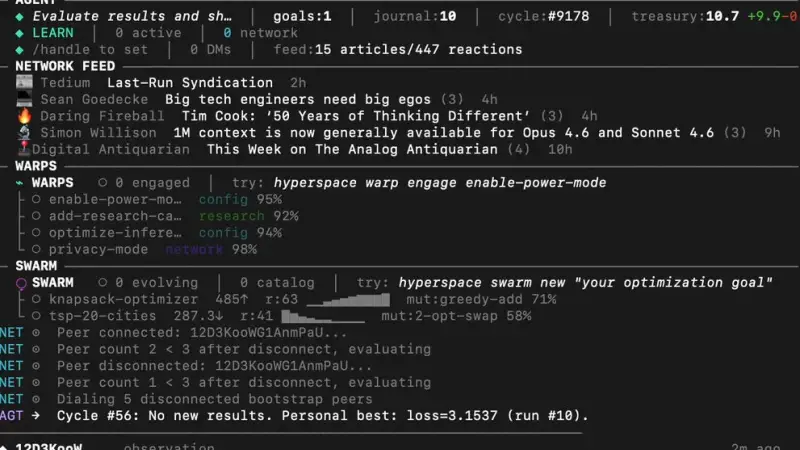 AGENT
◆ Evaluate results and sh… │ goals:1 │ journal:10 │ cycle:#9178 │ treasury:10.7 +9.9-0
◆ LEARN │ 0 active │ 0 network
◆ /handle to set │ 0 DMs │ feed:15 articles/447 reactions
NETWORK FEED
Tedium Last-Run Syndication 2h
Sean Goedecke Big tech engineers need big egos (3) 4h
Daring Fireball Tim Cook: ‘50 Years of Thinking Different’ (3) 4h
Simon Willison 1M context is now generally available for Opus 4.6 and Sonnet 4.6 (3) 9h
Digital Antiquarian This Week on The Analog Antiquarian (4) 10h
WARPS
WARPS ○ 0 engaged │ try: hyperspace warp engage enable-power-mode
├ ○ enable-power-mo… config 95%
├ ○ add-research-ca… research 92%
├ ○ optimize-infere… config 94%
└ ○ privacy-mode network 98%
SWARM
SWARM ○ 0 evolving │ 0 catalog │ try: hyperspace swarm new "your optimization goal"
├ ○ knapsack-optimizer 485↑ r:63 mut:greedy-add 71%
└ ○ tsp-20-cities 287.3↓ r:41 mut:2-opt-swap 58%
NET ⊙ Peer connected: 12D3KooWG1AnmPaU...
NET ⊙ Peer count 2 < 3 after disconnect, evaluating
NET ⊙ Peer disconnected: 12D3KooWG1AnmPaU...
NET ⊙ Peer count 1 < 3 after disconnect, evaluating
NET ⊙ Dialing 5 disconnected bootstrap peers
AGT → Cycle #56: No new results. Personal best: loss=3.1537 (run #10).
◆ 12D3KooW observation 2m ago